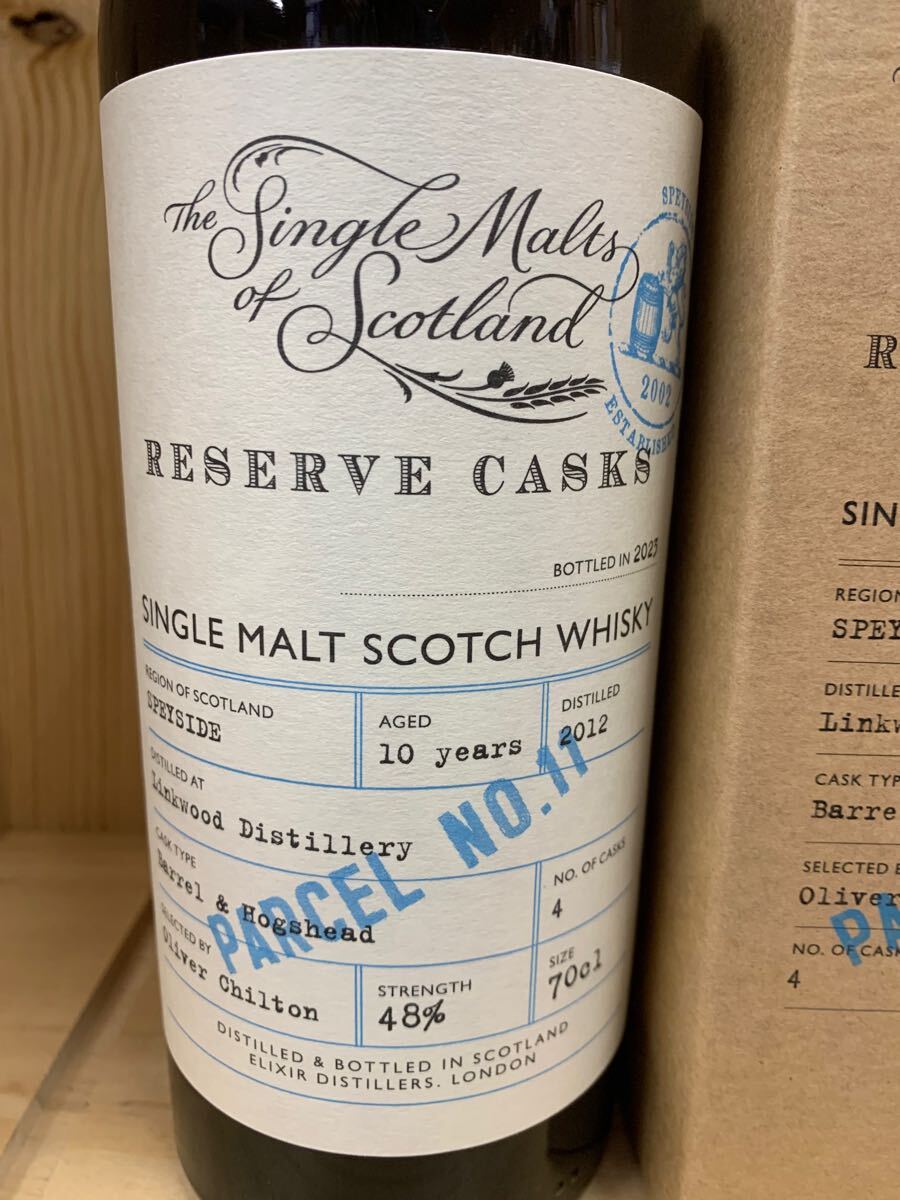 The Single Malts
of Scotland
SPEYS
2002
ESTABLISHE
RESERVE CASKS
BOTTLED IN 2023
SINGLE MALT SCOTCH WHISKY
REGION OF SCOTLAND
SPEYSIDE
AGED
10 years
DISTILLED
2012
DISTILLED AT
Linkwood Distillery
PARCEL NO.11
CASK TYPE
Barrel & Hogshead
NO. OF CASKS
4
SELECTED BY
Oliver Chilton
STRENGTH
48%
SIZE
70cl
DISTILLED & BOTTLED IN SCOTLAND
ELIXIR DISTILLERS. LONDON
R
SIN
REGION
SPEY
DISTILLE
Linkw
CASK TYP
Barre
SELECTED B
Oliver
PA
NO. OF CASK
4